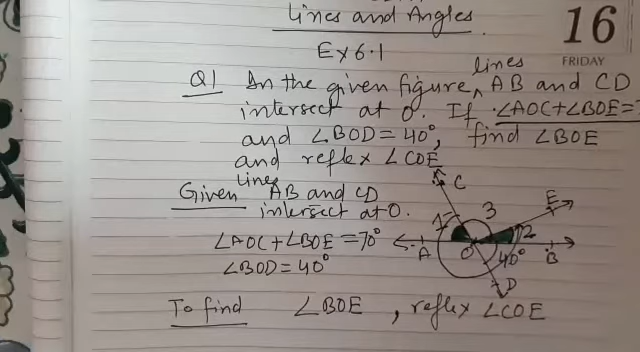 Lines and Angles
16
FRIDAY
Ex 6.1
Q1 In the given figure, lines AB and CD
intersect at O. If ∠AOC+∠BOE=
and ∠BOD = 40°, find ∠BOE
and reflex ∠COE
Given lines AB and CD
intersect at O.
∠AOC + ∠BOE = 70°
∠BOD = 40°
C
3
E
1
2
A
O
40°
B
D
To find ∠BOE, reflex ∠COE